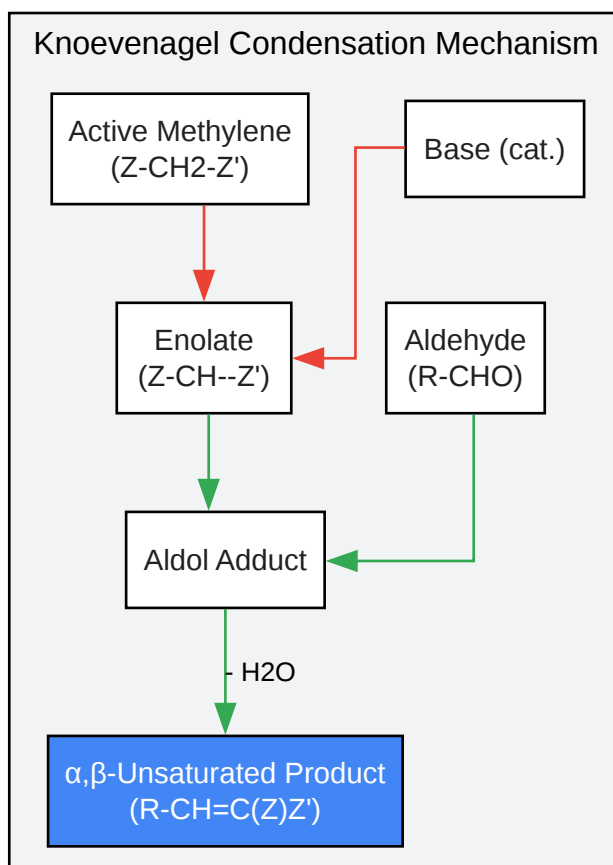 Knoevenagel Condensation Mechanism
Active Methylene
(Z-CH2-Z')
Base (cat.)
Enolate
(Z-CH--Z')
Aldehyde
(R-CHO)
Aldol Adduct
- H2O
α,β-Unsaturated Product
(R-CH=C(Z)Z')